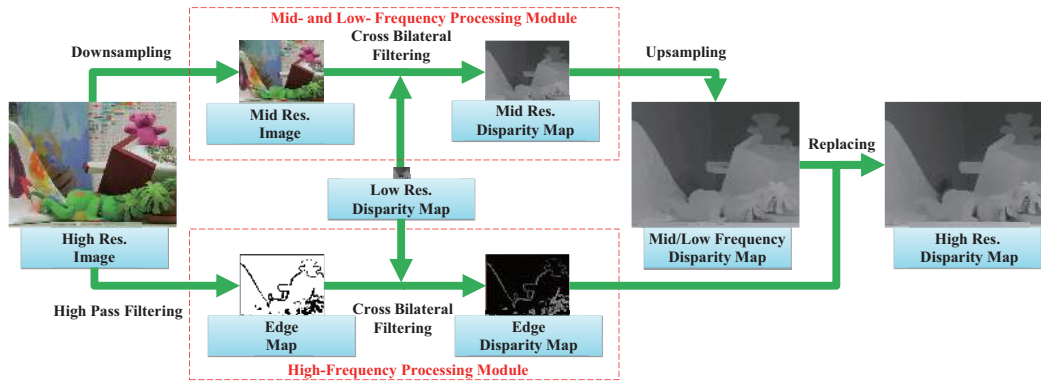 Mid- and Low- Frequency Processing Module
Downsampling
Cross Bilateral
Filtering
Upsampling
Mid Res.
Image
Mid Res.
Disparity Map
Replacing
Low Res.
Disparity Map
High Res.
Image
Mid/Low Frequency
Disparity Map
High Res.
Disparity Map
High Pass Filtering
Cross Bilateral
Filtering
Edge
Map
Edge
Disparity Map
High-Frequency Processing Module